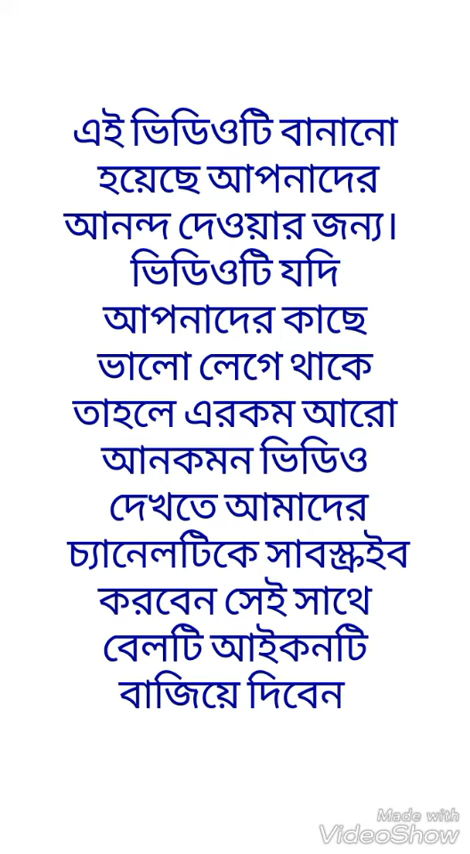 এই ভিডিওটি বানানো
হয়েছে আপনাদের
আনন্দ দেওয়ার জন্য।
ভিডিওটি যদি
আপনাদের কাছে
ভালো লেগে থাকে
তাহলে এরকম আরো
আনকমন ভিডিও
দেখতে আমাদের
চ্যানেলটিকে সাবস্ক্রইব
করবেন সেই সাথে
বেলটি আইকনটি
বাজিয়ে দিবেন
Made with
VideoShow